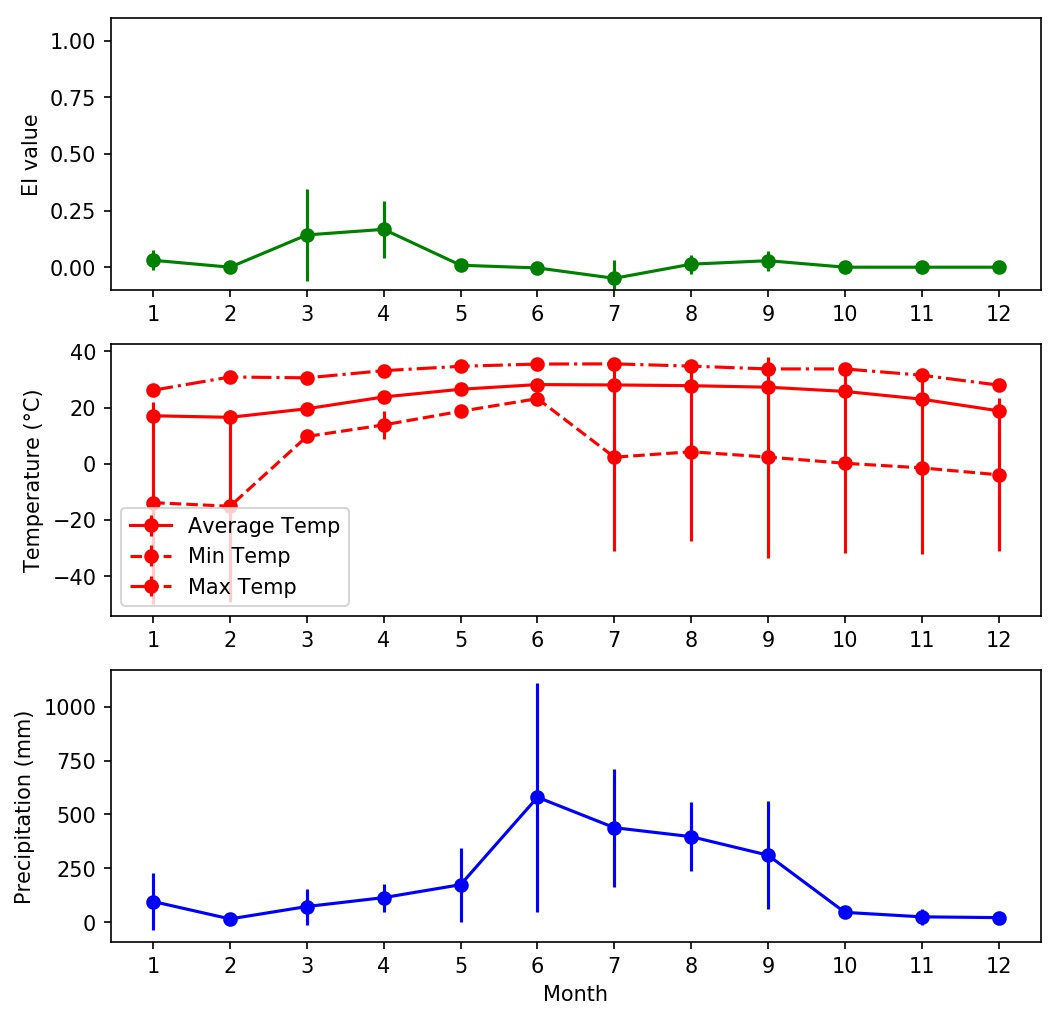 EI value
1.00
0.75
0.50
0.25
0.00
1 2 3 4 5 6 7 8 9 10 11 12
Temperature (°C)
40
20
0
−20
−40
Average Temp
Min Temp
Max Temp
1 2 3 4 5 6 7 8 9 10 11 12
Precipitation (mm)
1000
750
500
250
0
1 2 3 4 5 6 7 8 9 10 11 12
Month